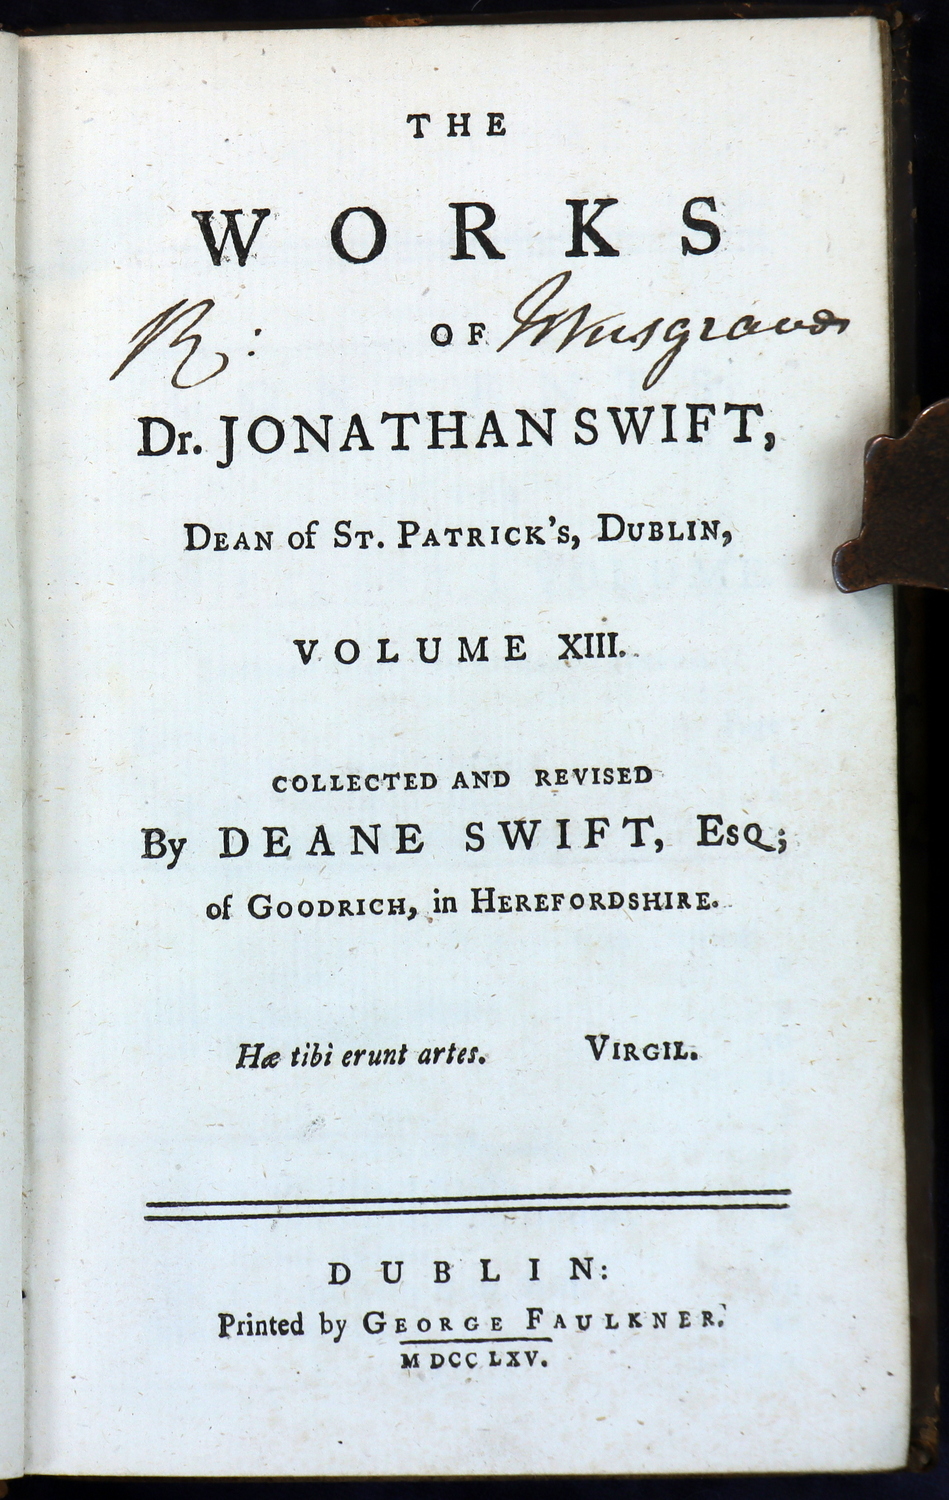 THE
WORKS
R: OF Musgrave
Dr. JONATHAN SWIFT,
DEAN of ST. PATRICK'S, DUBLIN,
VOLUME XIII.
COLLECTED AND REVISED
By DEANE SWIFT, ESQ;
of GOODRICH, in HEREFORDSHIRE.
Hæ tibi erunt artes. VIRGIL.
DUBLIN:
Printed by GEORGE FAULKNER.
MDCCLXV.